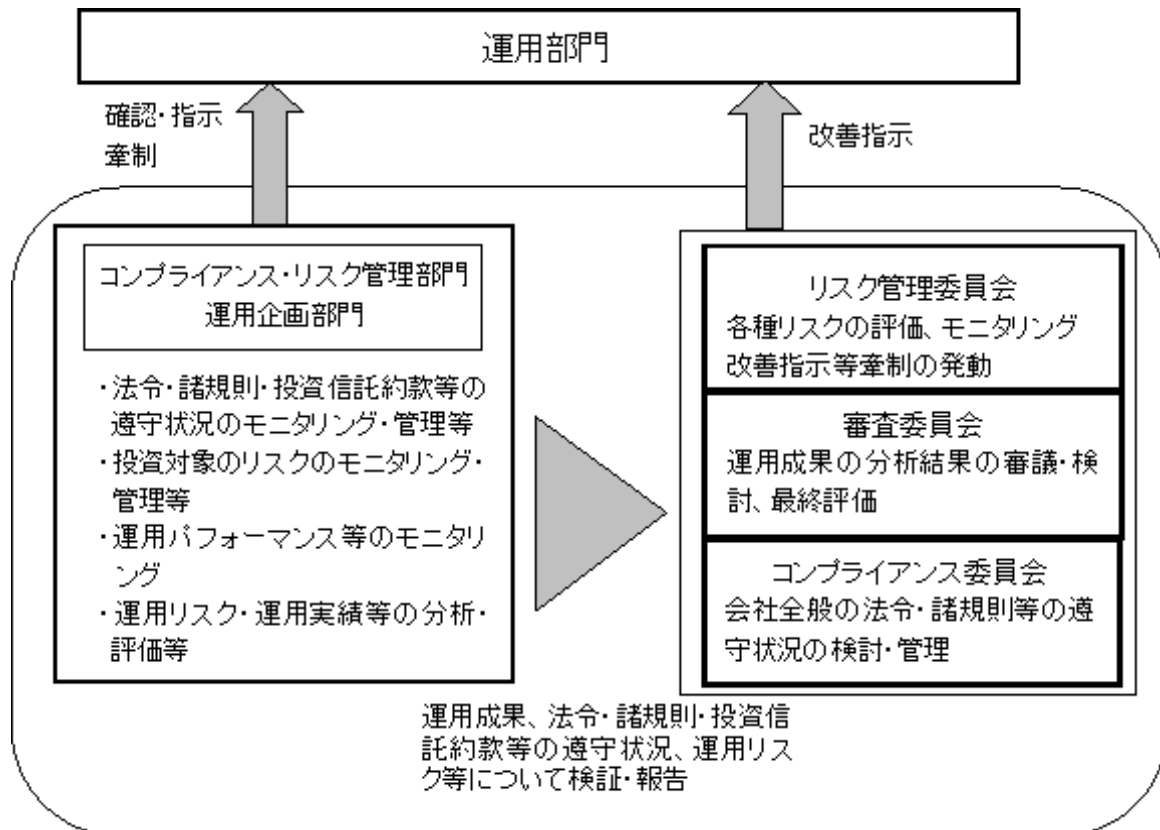 運用部門
確認・指示
牽制
改善指示
コンプライアンス・リスク管理部門
運用企画部門
・法令・諸規則・投資信託約款等の
遵守状況のモニタリング・管理等
・投資対象のリスクのモニタリング・
管理等
・運用パフォーマンス等のモニタリ
ング
・運用リスク・運用実績等の分析・
評価等
リスク管理委員会
各種リスクの評価、モニタリング
改善指示等牽制の発動
審査委員会
運用成果の分析結果の審議・検
討、最終評価
コンプライアンス委員会
会社全般の法令・諸規則等の遵
守状況の検討・管理
運用成果、法令・諸規則・投資信
託約款等の遵守状況、運用リス
ク等について検証・報告